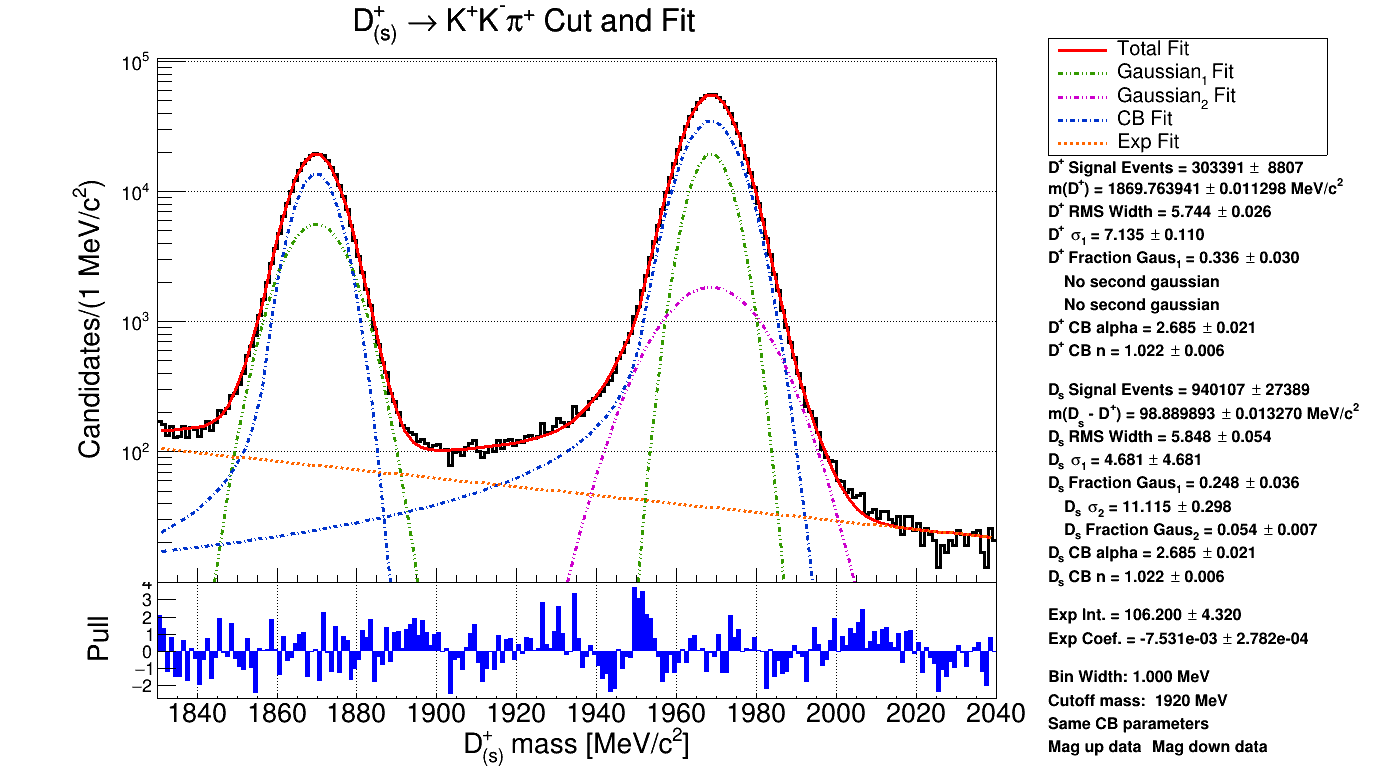 D⁺₍ₛ₎ → K⁺K⁻π⁺ Cut and Fit
Candidates/(1 MeV/c²)
10⁵
10⁴
10³
10²
Total Fit
Gaussian₁ Fit
Gaussian₂ Fit
CB Fit
Exp Fit
D⁺ Signal Events = 303391 ± 8807
m(D⁺) = 1869.763941 ± 0.011298 MeV/c²
D⁺ RMS Width = 5.744 ± 0.026
D⁺ σ₁ = 7.135 ± 0.110
D⁺ Fraction Gaus₁ = 0.336 ± 0.030
No second gaussian
No second gaussian
D⁺ CB alpha = 2.685 ± 0.021
D⁺ CB n = 1.022 ± 0.006
Dₛ Signal Events = 940107 ± 27389
m(Dₛ - D⁺) = 98.889893 ± 0.013270 MeV/c²
Dₛ RMS Width = 5.848 ± 0.054
Dₛ σ₁ = 4.681 ± 4.681
Dₛ Fraction Gaus₁ = 0.248 ± 0.036
Dₛ σ₂ = 11.115 ± 0.298
Dₛ Fraction Gaus₂ = 0.054 ± 0.007
Dₛ CB alpha = 2.685 ± 0.021
Dₛ CB n = 1.022 ± 0.006
Exp Int. = 106.200 ± 4.320
Exp Coef. = -7.531e-03 ± 2.782e-04
Bin Width: 1.000 MeV
Cutoff mass: 1920 MeV
Same CB parameters
Mag up data Mag down data
Pull
4
3
2
1
0
−1
−2
1840 1860 1880 1900 1920 1940 1960 1980 2000 2020 2040
D⁺₍ₛ₎ mass [MeV/c²]